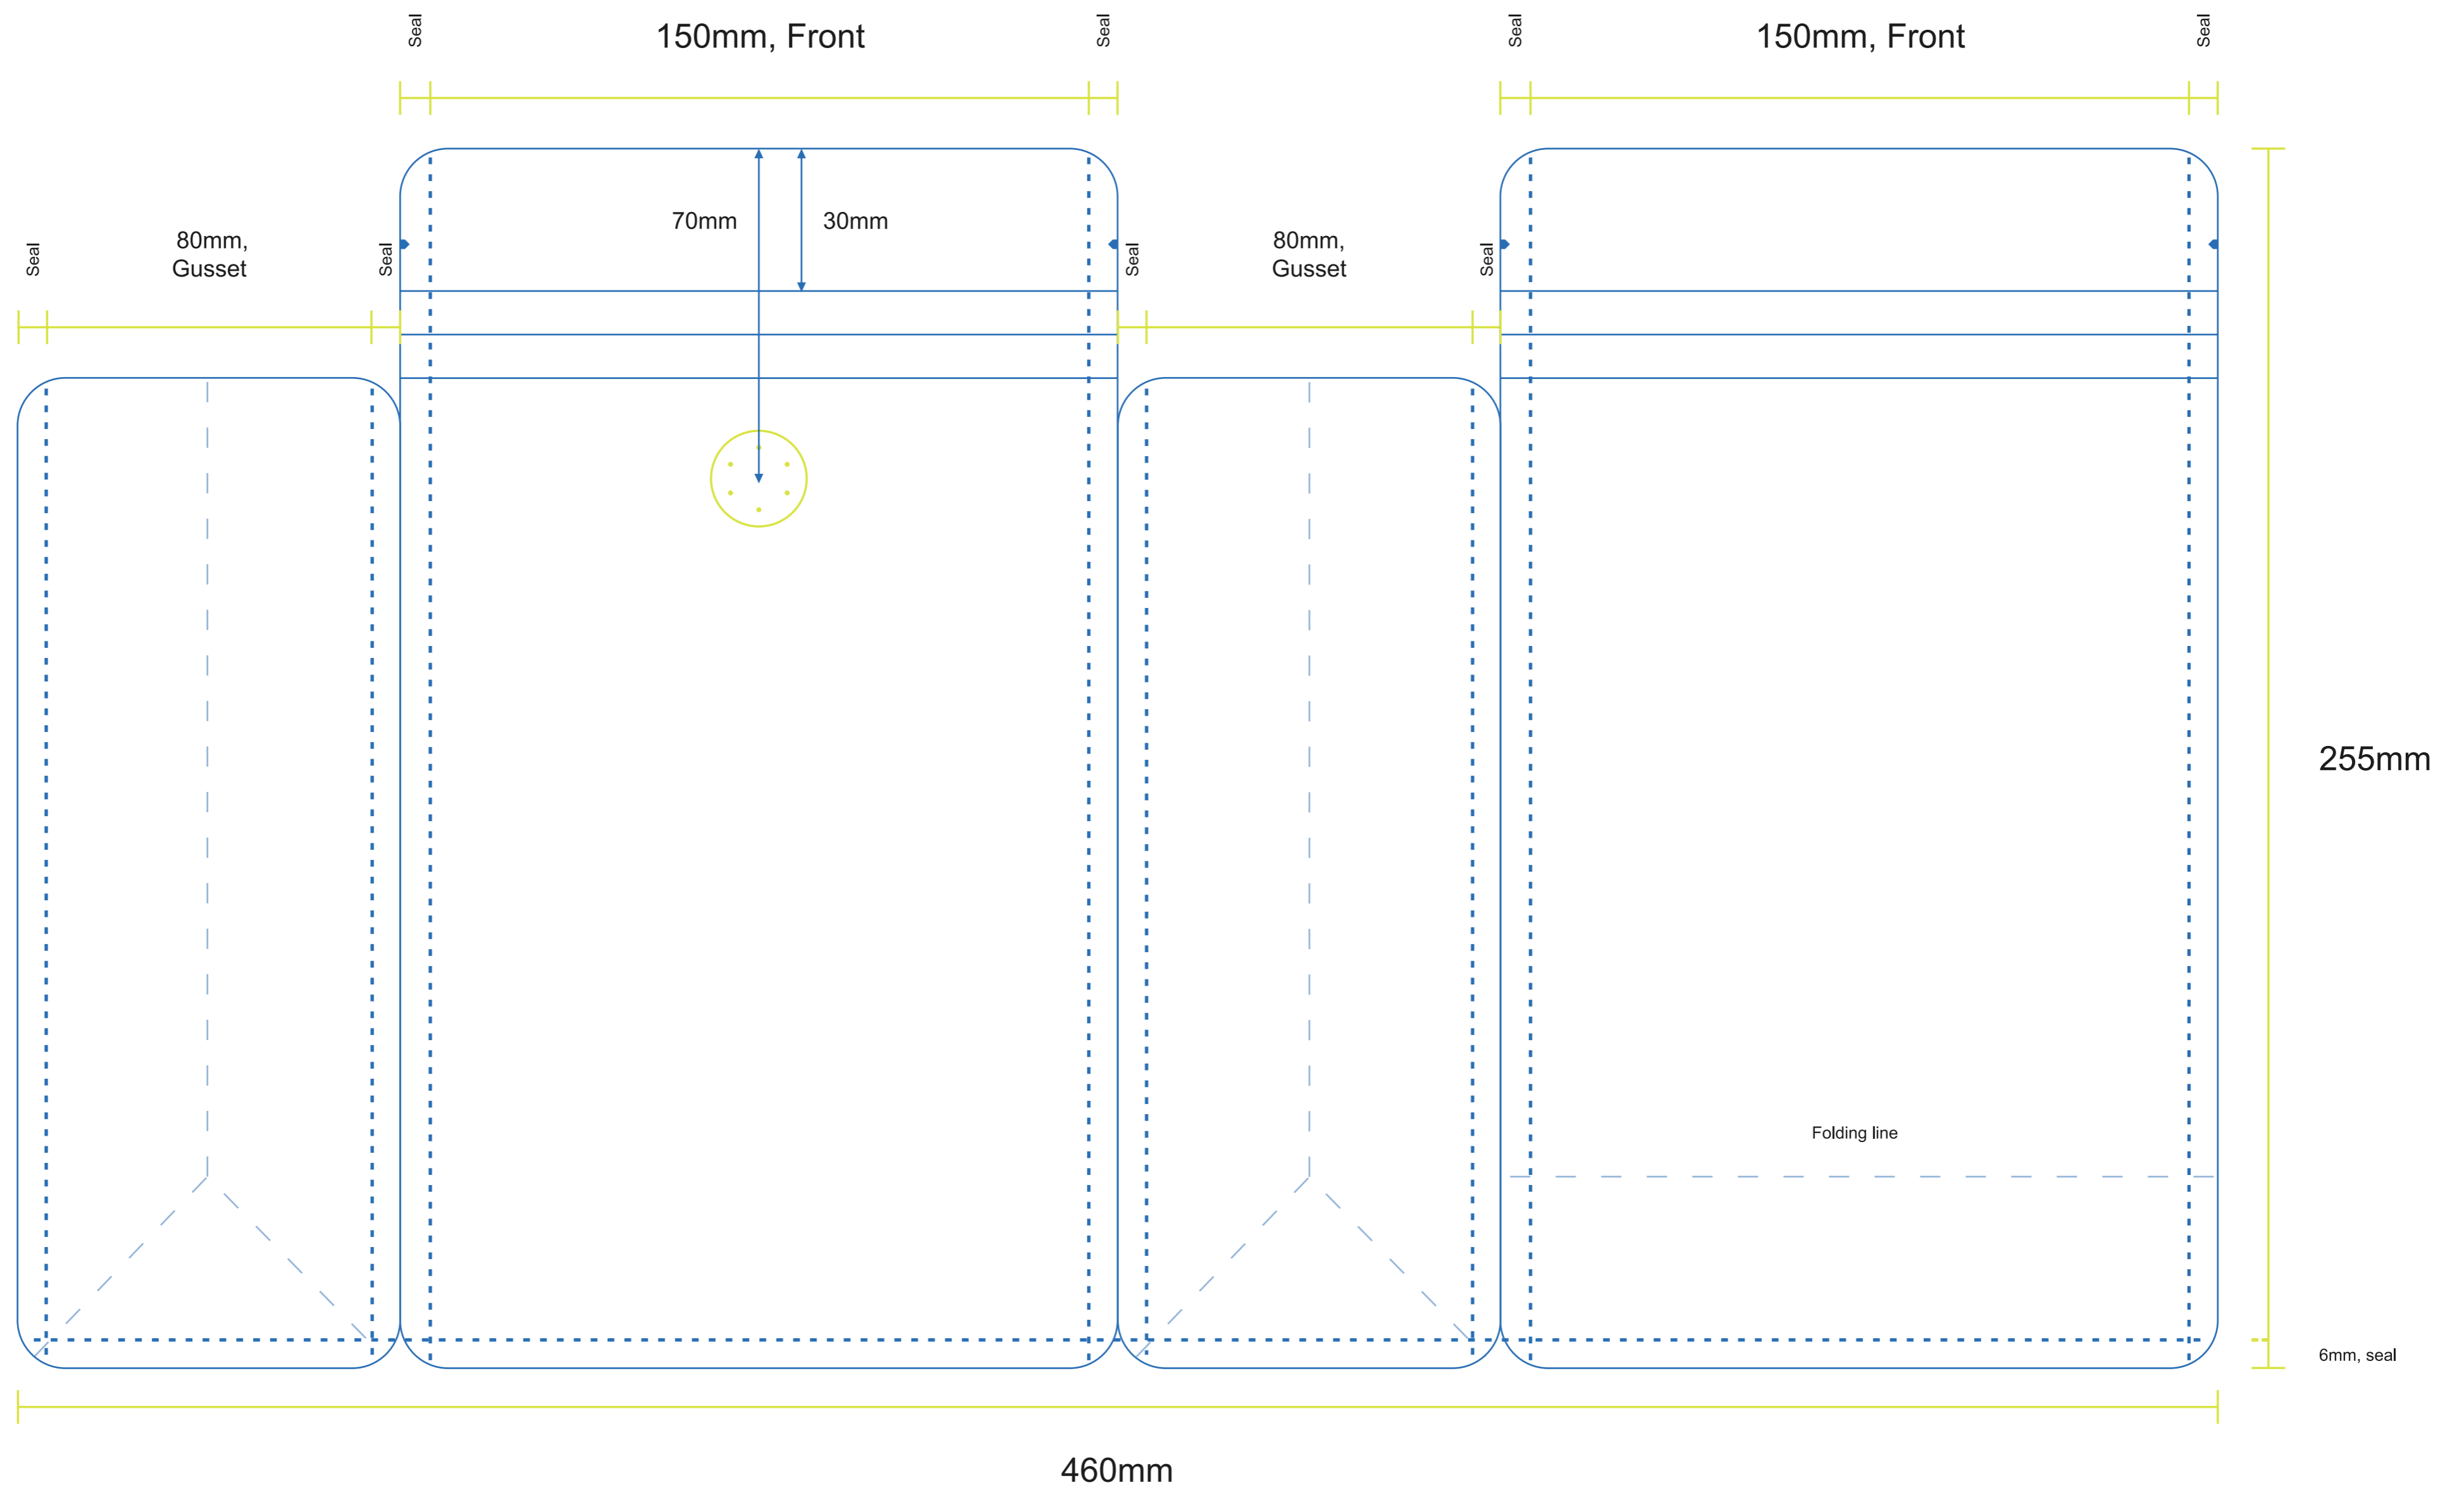 Seal
150mm, Front
Seal
Seal
150mm, Front
Seal
70mm
30mm
Seal
80mm,
Gusset
Seal
Seal
80mm,
Gusset
Seal
255mm
Folding line
6mm, seal
460mm